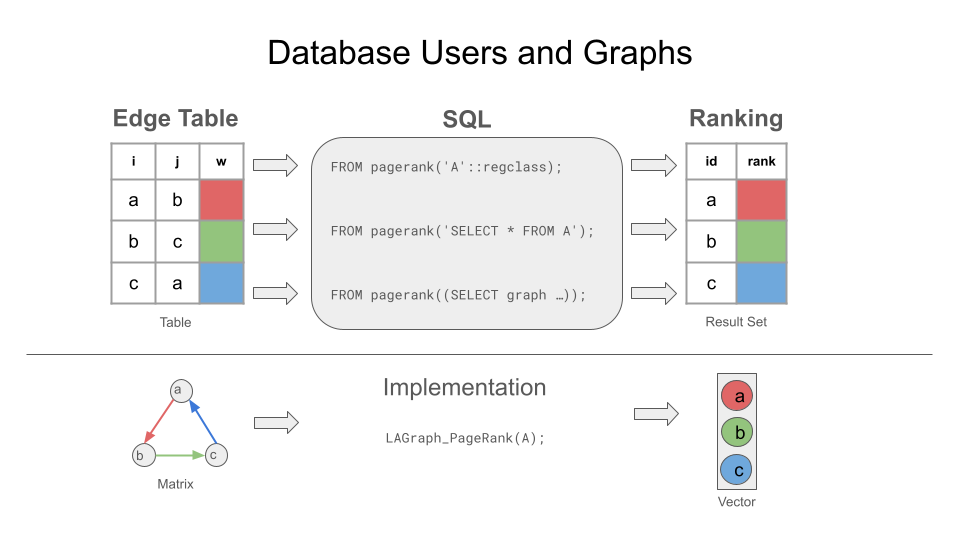 Database Users and Graphs
Edge Table
SQL
Ranking
i j w
a b
b c
c a
Table
FROM pagerank('A'::regclass);
FROM pagerank('SELECT * FROM A');
FROM pagerank((SELECT graph …));
id rank
a
b
c
Result Set
a
b
c
Matrix
Implementation
LAGraph_PageRank(A);
a
b
c
Vector